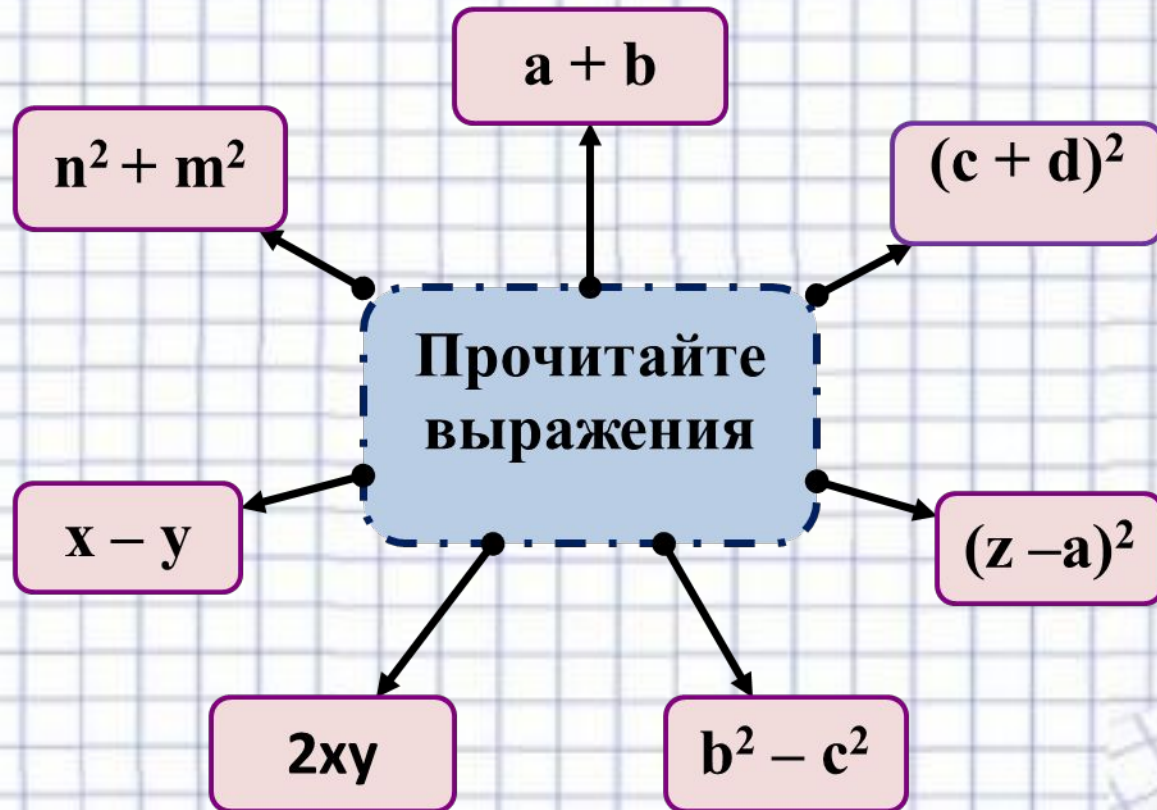 a + b
n² + m²
(c + d)²
Прочитайте
выражения
x – y
(z –a)²
2xy
b² – c²